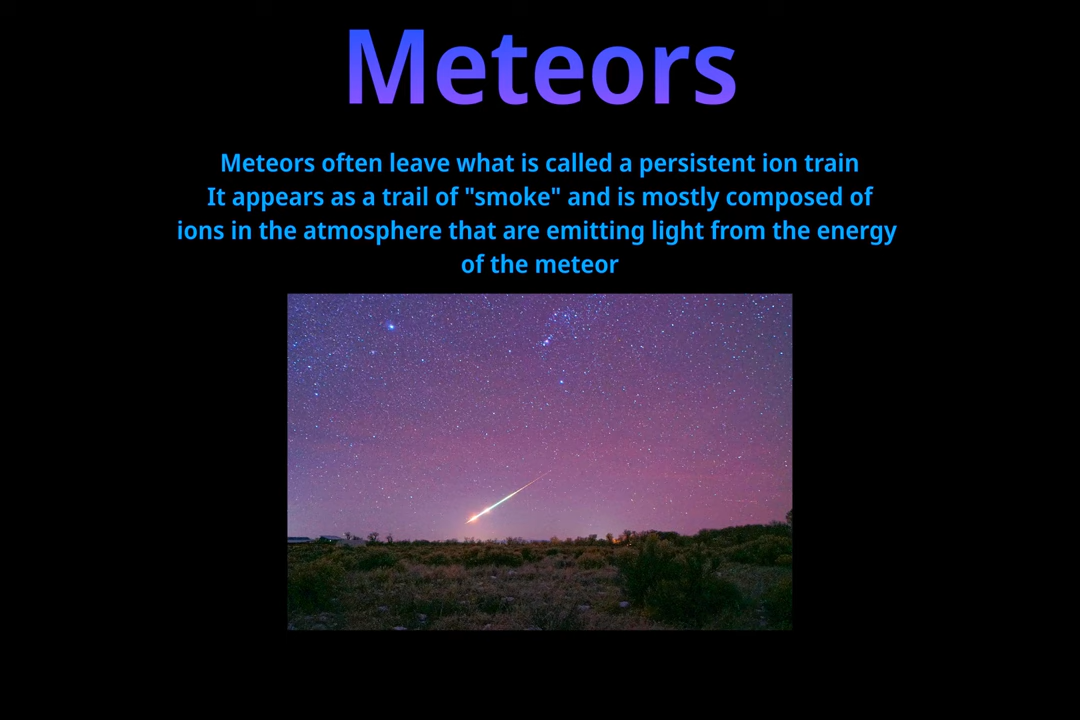 Meteors
Meteors often leave what is called a persistent ion train
It appears as a trail of "smoke" and is mostly composed of
ions in the atmosphere that are emitting light from the energy
of the meteor